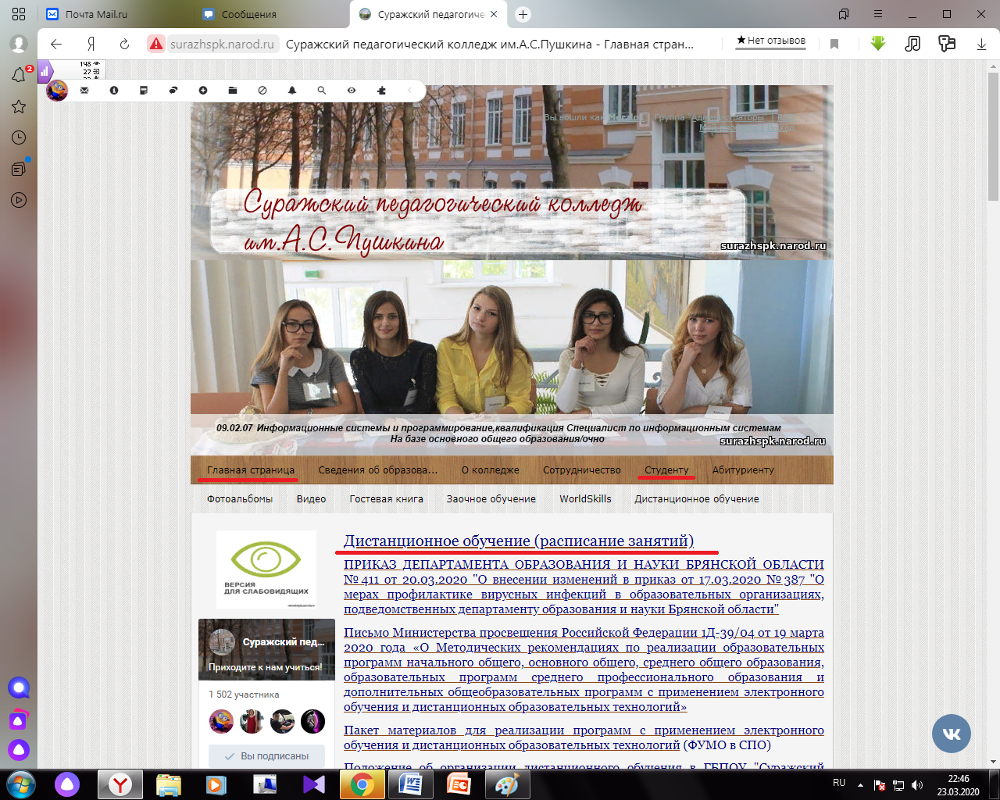 Почта Mail.ru
Сообщения
Суражский педагогиче
surazhspk.narod.ru
Суражский педагогический колледж им.А.С.Пушкина - Главная стран...
★Нет отзывов
2
148
27
Вы вошли как
Группа
Выход
Суражский педагогический колледж
им.А.С.Пушкина
surazhspk.narod.ru
09.02.07 Информационные системы и программирование,квалификация Специалист по информационным системам
На базе основного общего образования/очно
surazhspk.narod.ru
Главная страница
Сведения об образова...
О колледже
Сотрудничество
Студенту
Абитуриенту
Фотоальбомы
Видео
Гостевая книга
Заочное обучение
WorldSkills
Дистанционное обучение
ВЕРСИЯ
ДЛЯ СЛАБОВИДЯЩИХ
Суражский пед...
Приходите к нам учиться!
1 502 участника
Вы подписаны
Дистанционное обучение (расписание занятий)
ПРИКАЗ ДЕПАРТАМЕНТА ОБРАЗОВАНИЯ И НАУКИ БРЯНСКОЙ ОБЛАСТИ
№411 от 20.03.2020 "О внесении изменений в приказ от 17.03.2020 №387 "О
мерах профилактике вирусных инфекций в образовательных организациях,
подведомственных департаменту образования и науки Брянской области"
Письмо Министерства просвещения Российской Федерации 1Д-39/04 от 19 марта
2020 года «О Методических рекомендациях по реализации образовательных
программ начального общего, основного общего, среднего общего образования,
образовательных программ среднего профессионального образования и
дополнительных общеобразовательных программ с применением электронного
обучения и дистанционных образовательных технологий»
Пакет материалов для реализации программ с применением электронного
обучения и дистанционных образовательных технологий (ФУМО в СПО)
Положение об организации дистанционного обучения в ГБПОУ "Суражский
RU
22:46
23.03.2020